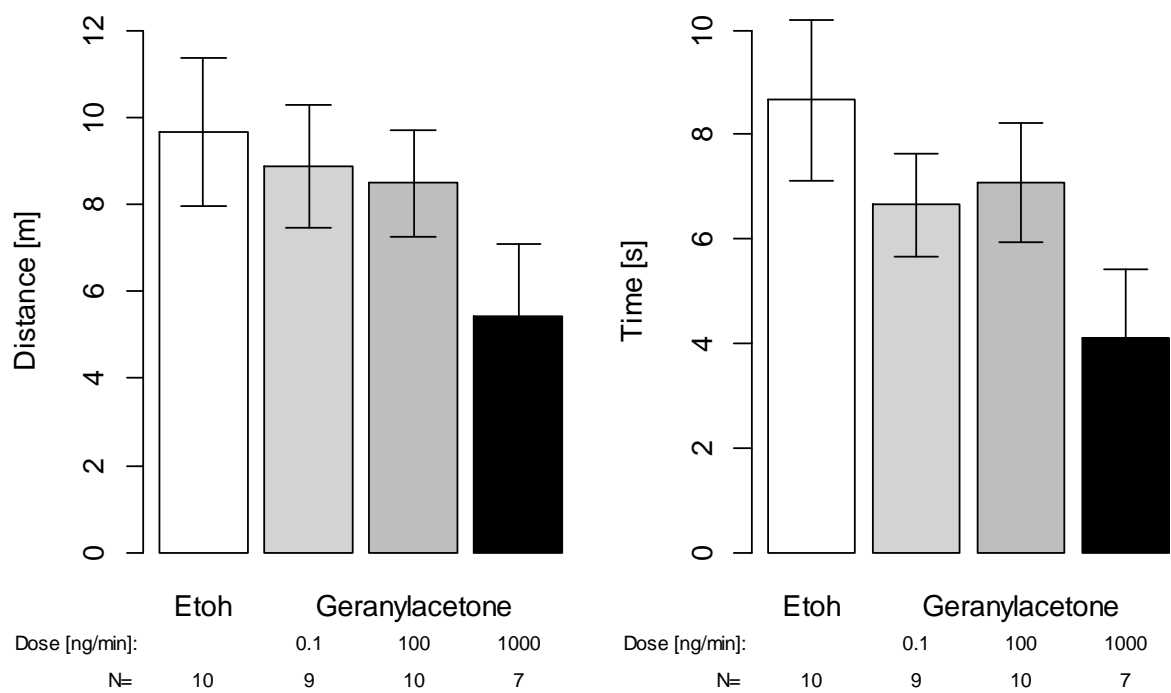 Distance [m]
0 2 4 6 8 10 12
Etoh Geranylacetone
Dose [ng/min]: 0.1 100 1000
N= 10 9 10 7
Time [s]
0 2 4 6 8 10
Etoh Geranylacetone
Dose [ng/min]: 0.1 100 1000
N= 10 9 10 7